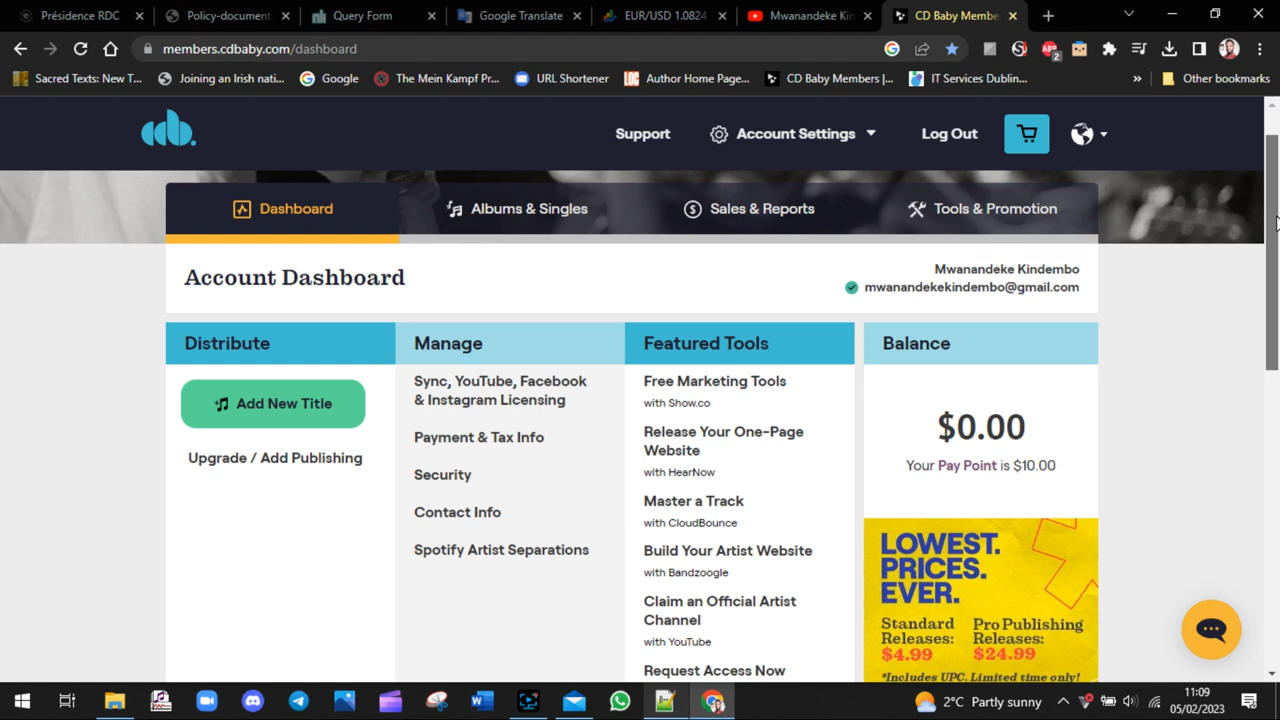 Présidence RDC
Policy-document
Query Form
Google Translate
EUR/USD 1.0824
Mwanandeke Kin
CD Baby Membe
members.cdbaby.com/dashboard
2
Sacred Texts: New T...
Joining an Irish nati...
Google
The Mein Kampf Pr...
URL Shortener
Author Home Page...
CD Baby Members |...
IT Services Dublin...
»
Other bookmarks
cdb.
Support
Account Settings
Log Out
Dashboard
Albums & Singles
Sales & Reports
Tools & Promotion
Account Dashboard
Mwanandeke Kindembo
mwanandekekindembo@gmail.com
Distribute
Add New Title
Upgrade / Add Publishing
Manage
Sync, YouTube, Facebook
& Instagram Licensing
Payment & Tax Info
Security
Contact Info
Spotify Artist Separations
Featured Tools
Free Marketing Tools
with Show.co
Release Your One-Page
Website
with HearNow
Master a Track
with CloudBounce
Build Your Artist Website
with Bandzoogle
Claim an Official Artist
Channel
with YouTube
Request Access Now
Balance
$0.00
Your Pay Point is $10.00
LOWEST.
PRICES.
EVER.
Standard
Releases:
$4.99
Pro Publishing
Releases:
$24.99
*Includes UPC. Limited time only!
2°C Partly sunny
11:09
05/02/2023